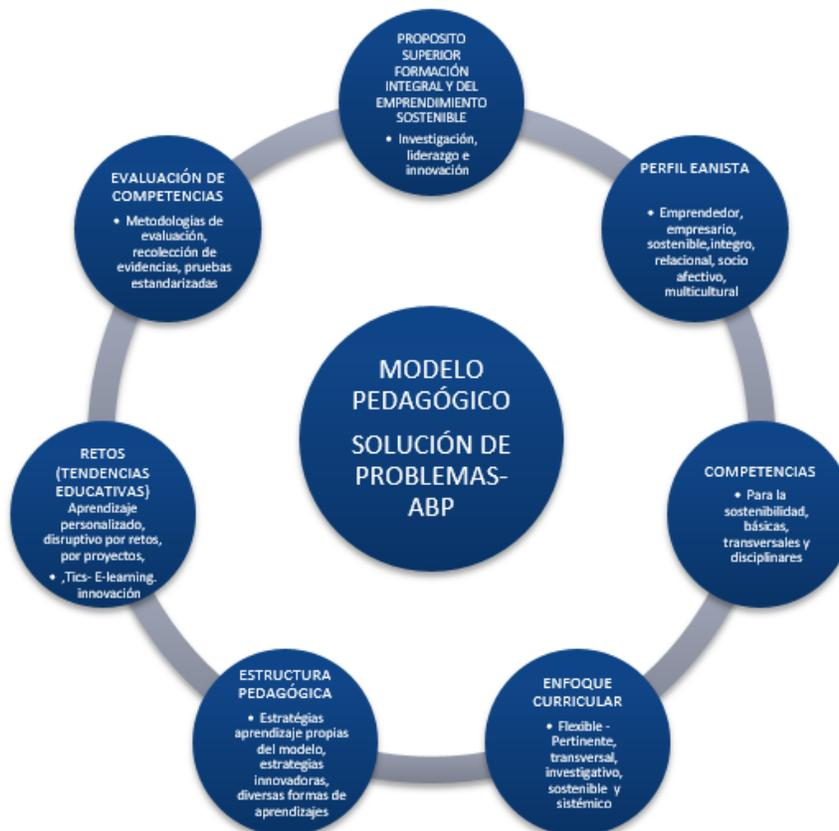 PROPOSITO
SUPERIOR
FORMACIÓN
INTEGRAL Y DEL
EMPRENDIMIENTO
SOSTENIBLE
• Investigación,
liderazgo e
innovación
PERFIL EANISTA
• Emprendedor,
empresario,
sostenible,integro,
relacional, socio
afectivo,
multicultural
COMPETENCIAS
• Para la
sostenibilidad,
básicas,
transversales y
disciplinares
ENFOQUE
CURRICULAR
• Flexible -
Pertinente,
transversal,
investigativo,
sostenible y
sistémico
ESTRUCTURA
PEDAGÓGICA
• Estratégias
aprendizaje propias
del modelo,
estrategias
innovadoras,
diversas formas de
aprendizajes
RETOS
(TENDENCIAS
EDUCATIVAS)
Aprendizaje
personalizado,
disruptivo por retos,
por proyectos,
• ,Tics- E-learning.
innovación
EVALUACIÓN DE
COMPETENCIAS
• Metodologías de
evaluación,
recolección de
evidencias, pruebas
estandarizadas
MODELO
PEDAGÓGICO
SOLUCIÓN DE
PROBLEMAS-
ABP